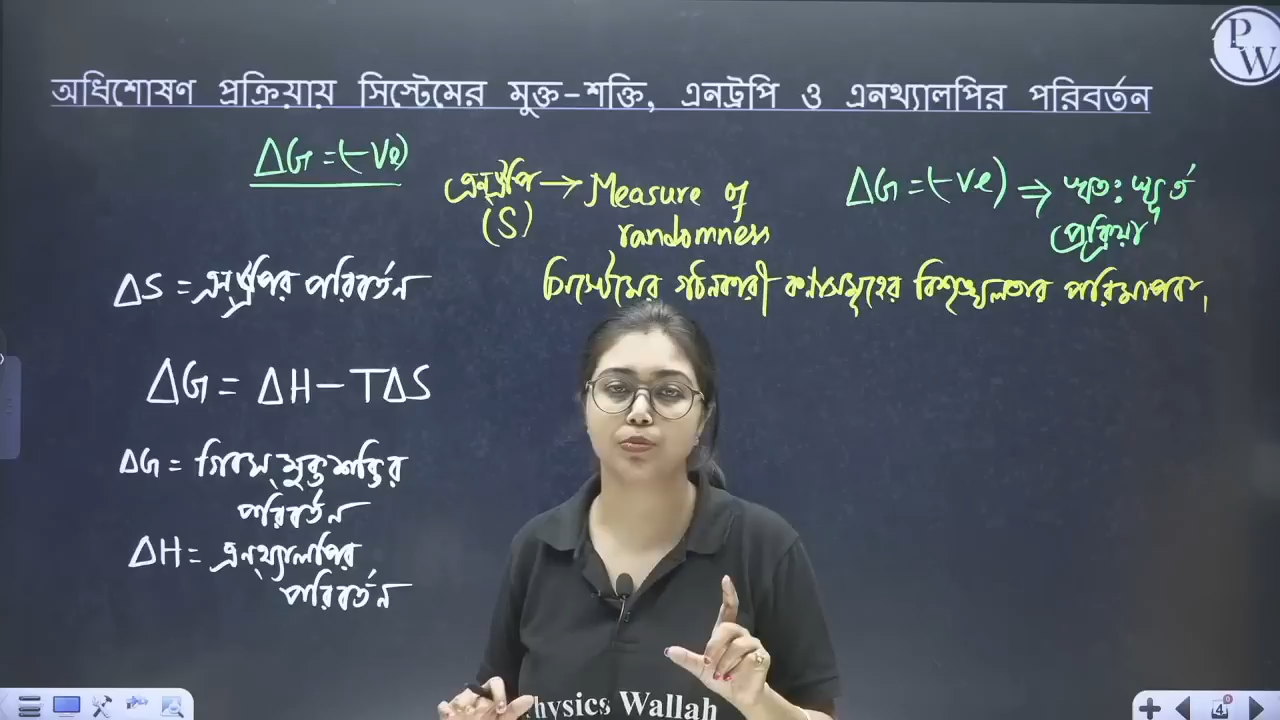 PW
অধিশোষণ প্রক্রিয়ায় সিস্টেমের মুক্ত-শক্তি, এনট্রপি ও এনথ্যালপির পরিবর্তন
ΔG = (-ve)
এনট্রপি → Measure of
(S) randomness
ΔG = (-ve) ⇒ স্বতঃস্ফূর্ত
প্রক্রিয়া
ΔS = এনট্রপির পরিবর্তন
সিস্টেমের গঠনকারী কণাসমূহের বিশৃঙ্খলতার পরিমাপক।
ΔG = ΔH - TΔS
ΔG = গিবস্ মুক্তশক্তির
পরিবর্তন
ΔH = এনথ্যালপির
পরিবর্তন
Physics Wallah
4